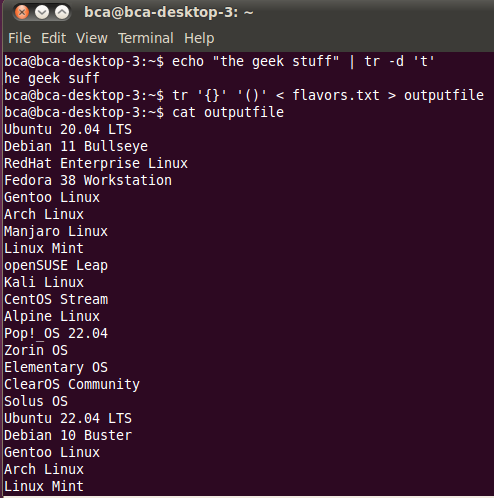 bca@bca-desktop-3: ~
File Edit View Terminal Help
bca@bca-desktop-3:~$ echo "the geek stuff" | tr -d 't'
he geek suff
bca@bca-desktop-3:~$ tr '{}' '()' < flavors.txt > outputfile
bca@bca-desktop-3:~$ cat outputfile
Ubuntu 20.04 LTS
Debian 11 Bullseye
RedHat Enterprise Linux
Fedora 38 Workstation
Gentoo Linux
Arch Linux
Manjaro Linux
Linux Mint
openSUSE Leap
Kali Linux
CentOS Stream
Alpine Linux
Pop!_OS 22.04
Zorin OS
Elementary OS
ClearOS Community
Solus OS
Ubuntu 22.04 LTS
Debian 10 Buster
Gentoo Linux
Arch Linux
Linux Mint